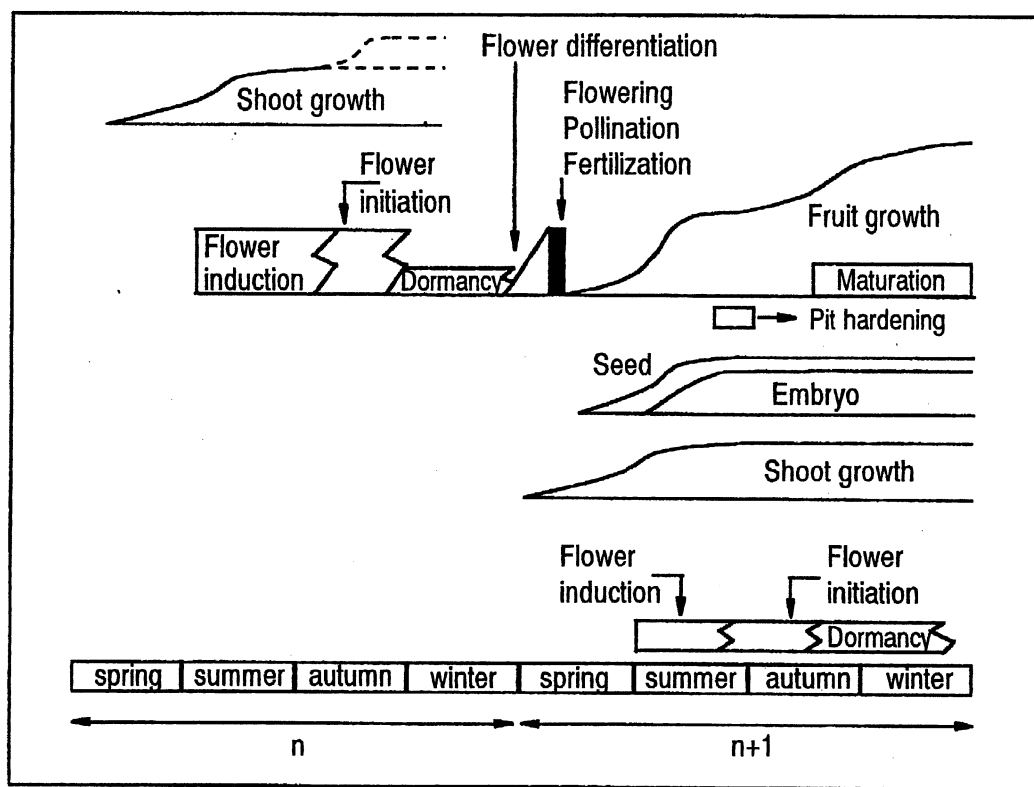 Flower differentiation
Shoot growth
Flowering
Pollination
Fertilization
Flower
initiation
Fruit growth
Flower
induction
Dormancy
Maturation
Pit hardening
Seed
Embryo
Shoot growth
Flower
induction
Flower
initiation
Dormancy
spring summer autumn winter spring summer autumn winter
n n+1